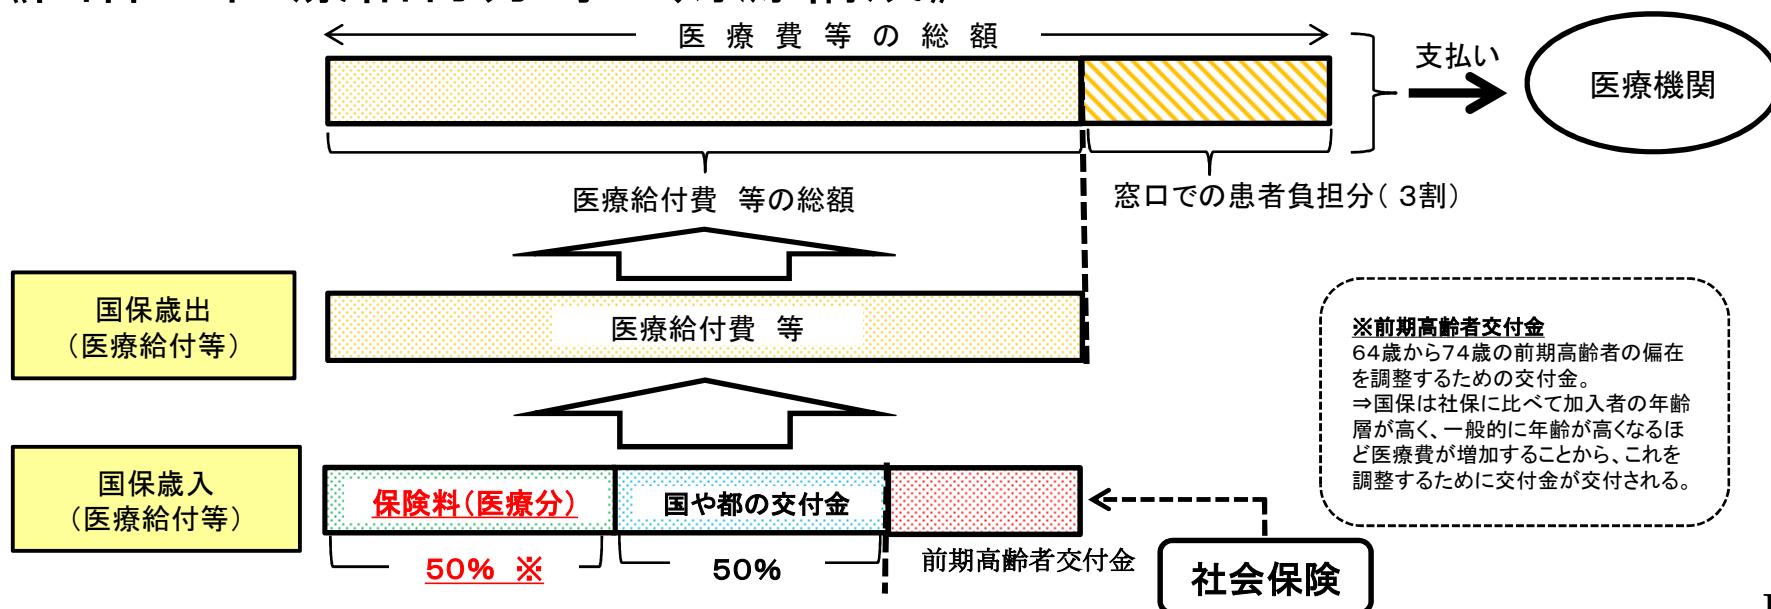 医療費等の総額
支払い
医療機関
医療給付費 等の総額
窓口での患者負担分( 3割)
国保歳出
(医療給付等)
医療給付費 等
※前期高齢者交付金
64歳から74歳の前期高齢者の偏在
を調整するための交付金。
⇒国保は社保に比べて加入者の年齢
層が高く、一般的に年齢が高くなるほ
ど医療費が増加することから、これを
調整するために交付金が交付される。
国保歳入
(医療給付等)
保険料(医療分)
国や都の交付金
50% ※
50%
前期高齢者交付金
社会保険